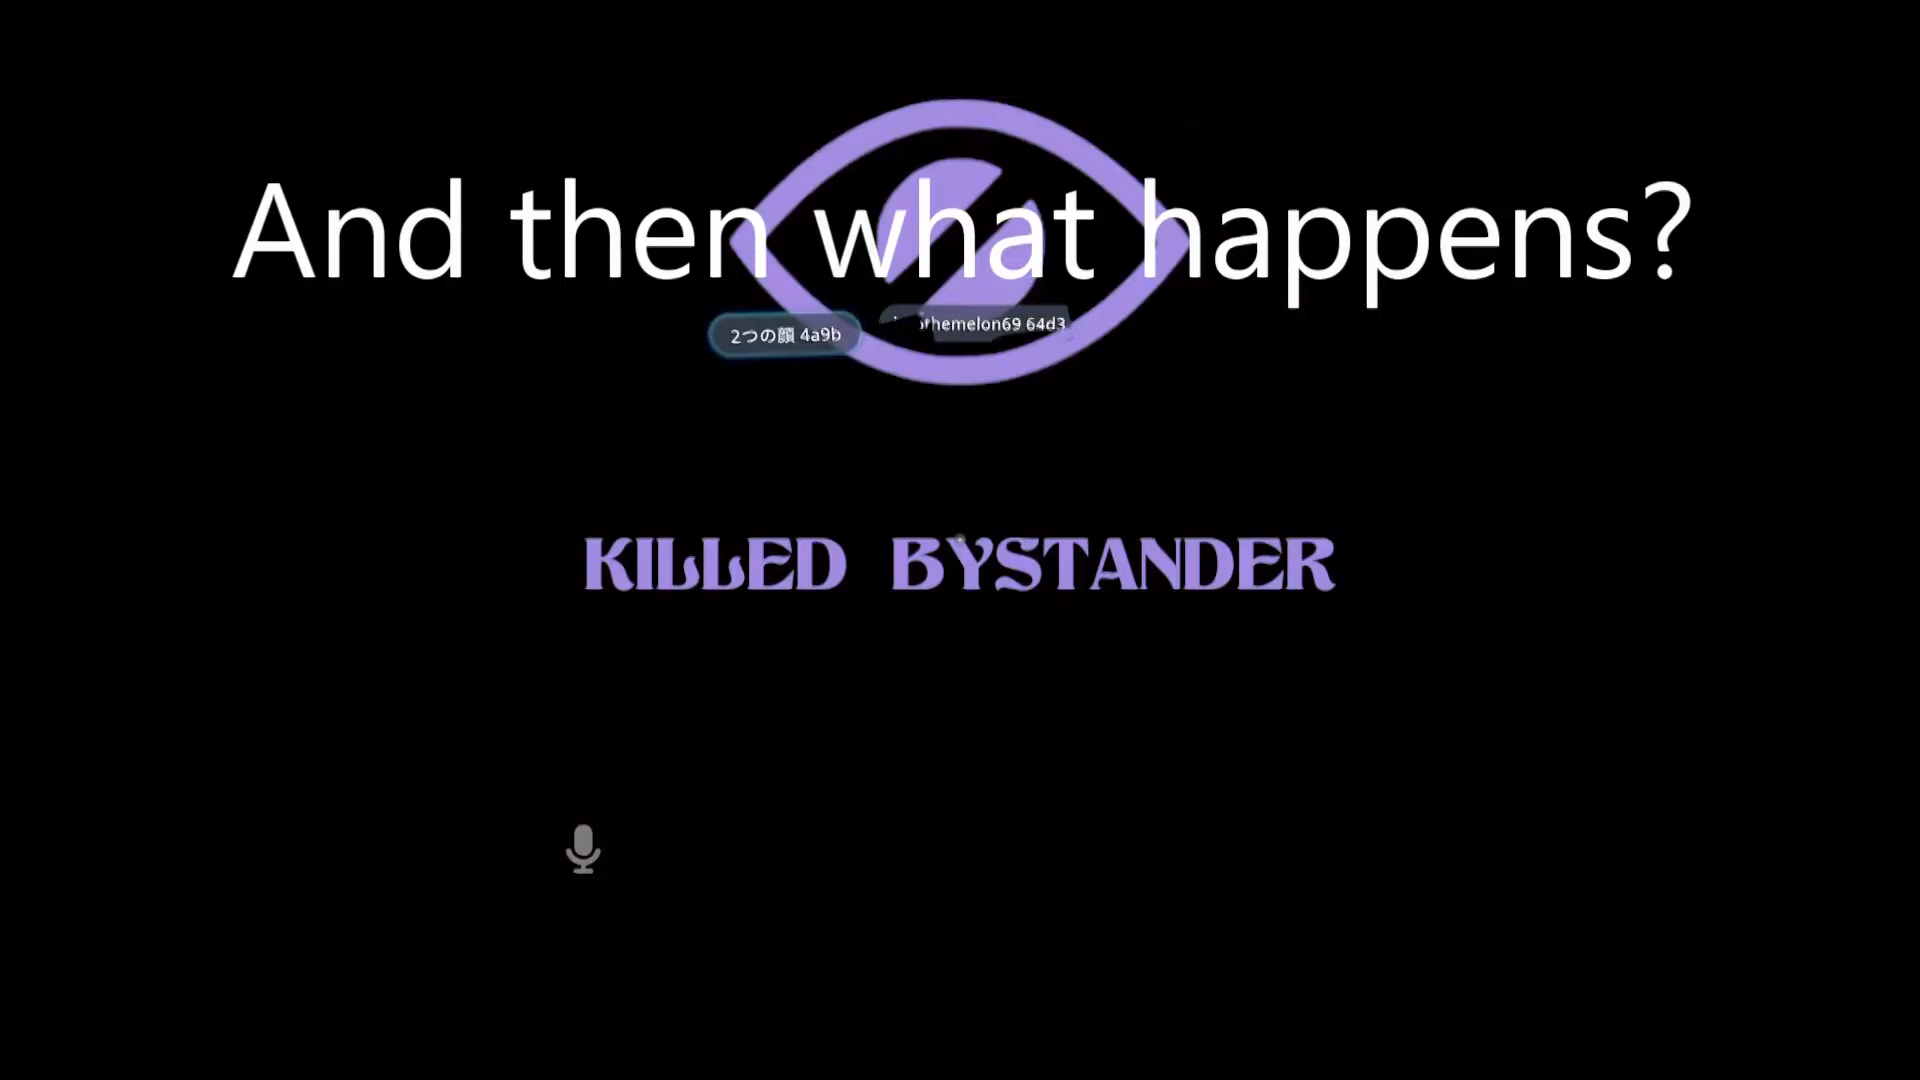 And then what happens?
2つの顔 4a9b
themelon69 64d3
KILLED BYSTANDER